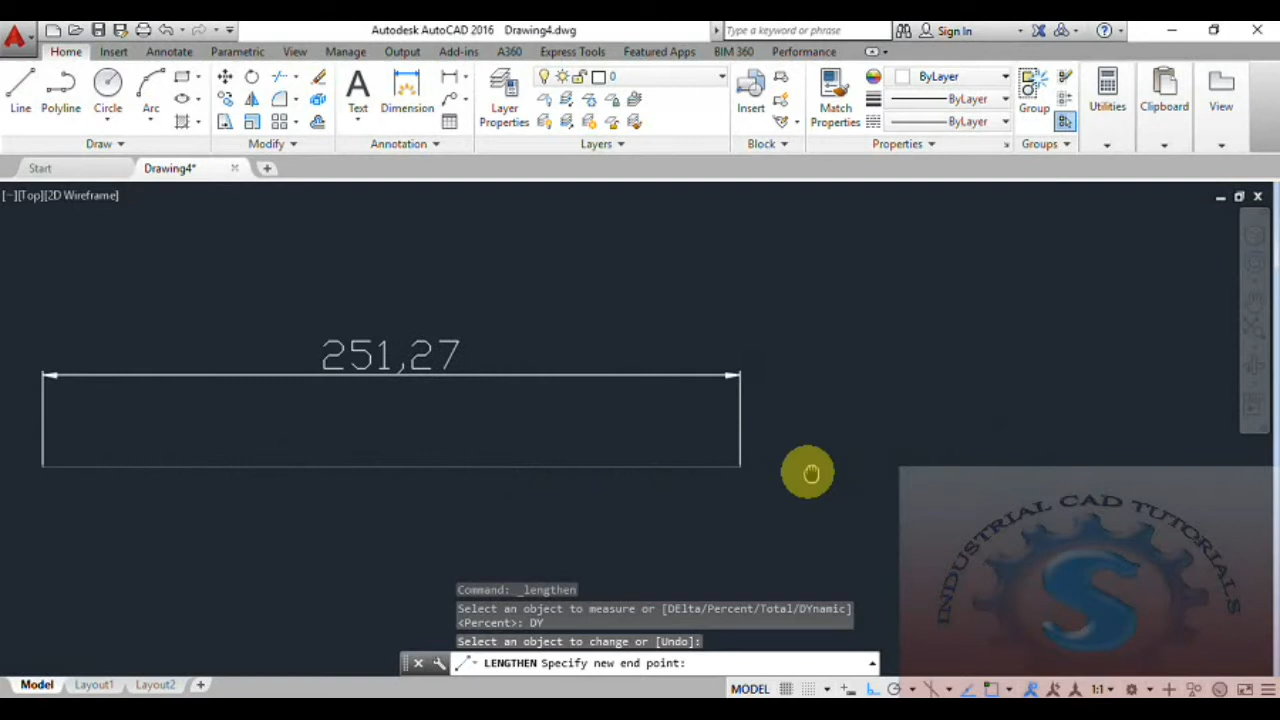 Autodesk AutoCAD 2016 Drawing4.dwg
Type a keyword or phrase
Sign In
Home Insert Annotate Parametric View Manage Output Add-ins A360 Express Tools Featured Apps BIM 360 Performance
Line Polyline Circle Arc
Text Dimension
Layer Properties
0
Insert
Match Properties
ByLayer
ByLayer
ByLayer
Group
Utilities Clipboard View
Draw Modify Annotation Layers Block Properties Groups
Start Drawing4*
[−][Top][2D Wireframe]
251,27
INDUSTRIAL CAD TUTORIALS
S
Command: _lengthen
Select an object to measure or [DElta/Percent/Total/DYnamic]
<Percent>: DY
Select an object to change or [Undo]:
LENGTHEN Specify new end point:
Model Layout1 Layout2
MODEL 1:1